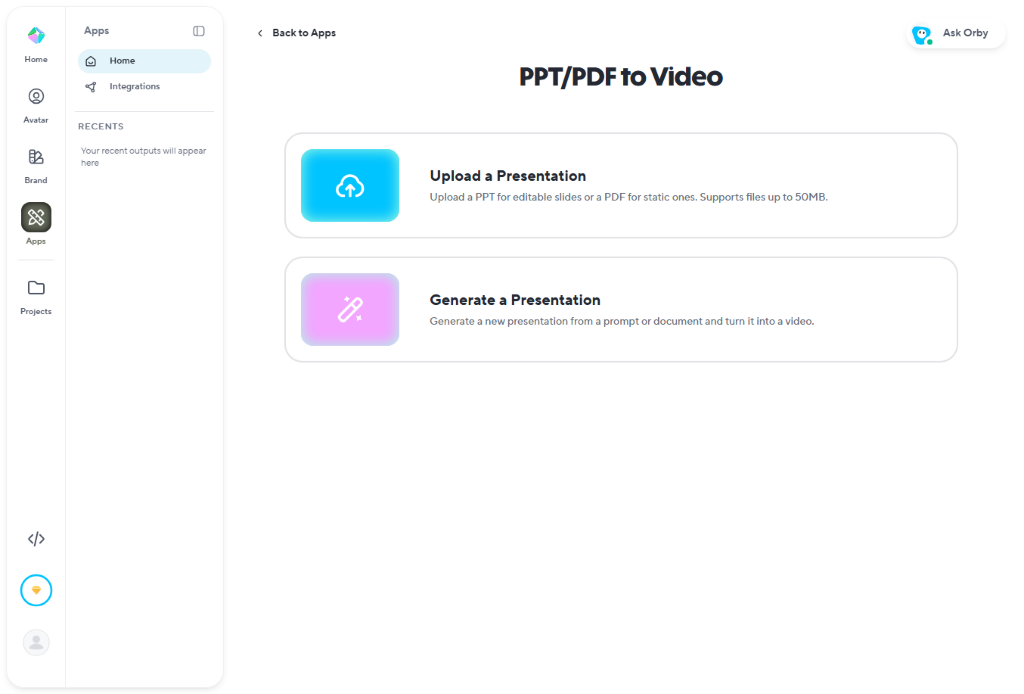 Home
Avatar
Brand
Apps
Projects
Apps
Home
Integrations
RECENTS
Your recent outputs will appear
here
Back to Apps
Ask Orby
PPT/PDF to Video
Upload a Presentation
Upload a PPT for editable slides or a PDF for static ones. Supports files up to 50MB.
Generate a Presentation
Generate a new presentation from a prompt or document and turn it into a video.